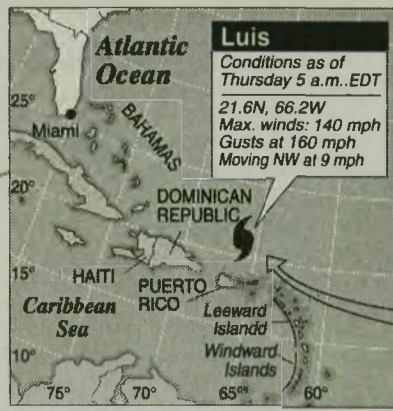 Luis
Conditions as of
Thursday 5 a.m..EDT
21.6N, 66.2W
Max. winds: 140 mph
Gusts at 160 mph
Moving NW at 9 mph
Atlantic
Ocean
25°
Miami
BAHAMAS
20°
DOMINICAN
REPUBLIC
15°
HAITI
PUERTO
RICO
Caribbean
Sea
Leeward
Islandd
Windward
Islands
10°
75°
70°
65°
60°